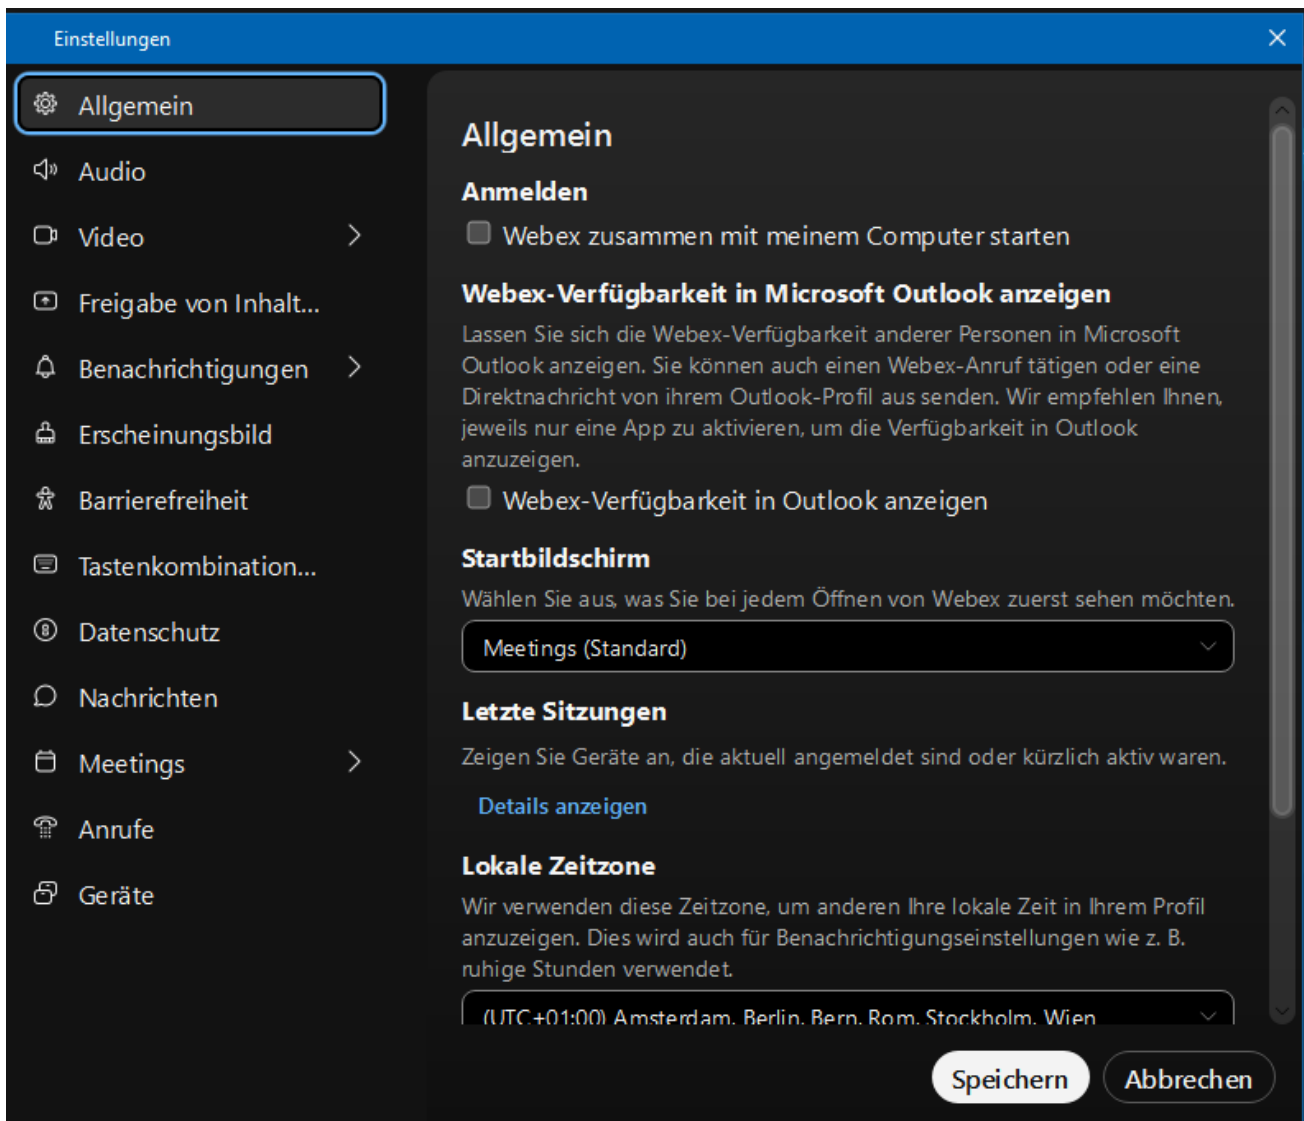 Einstellungen
Allgemein
Audio
Video
Freigabe von Inhalt...
Benachrichtigungen
Erscheinungsbild
Barrierefreiheit
Tastenkombination...
Datenschutz
Nachrichten
Meetings
Anrufe
Geräte
Allgemein
Anmelden
Webex zusammen mit meinem Computer starten
Webex-Verfügbarkeit in Microsoft Outlook anzeigen
Lassen Sie sich die Webex-Verfügbarkeit anderer Personen in Microsoft
Outlook anzeigen. Sie können auch einen Webex-Anruf tätigen oder eine
Direktnachricht von ihrem Outlook-Profil aus senden. Wir empfehlen Ihnen,
jeweils nur eine App zu aktivieren, um die Verfügbarkeit in Outlook
anzuzeigen.
Webex-Verfügbarkeit in Outlook anzeigen
Startbildschirm
Wählen Sie aus, was Sie bei jedem Öffnen von Webex zuerst sehen möchten.
Meetings (Standard)
Letzte Sitzungen
Zeigen Sie Geräte an, die aktuell angemeldet sind oder kürzlich aktiv waren.
Details anzeigen
Lokale Zeitzone
Wir verwenden diese Zeitzone, um anderen Ihre lokale Zeit in Ihrem Profil
anzuzeigen. Dies wird auch für Benachrichtigungseinstellungen wie z. B.
ruhige Stunden verwendet.
(UTC+01:00) Amsterdam, Berlin, Bern, Rom, Stockholm, Wien
Speichern
Abbrechen